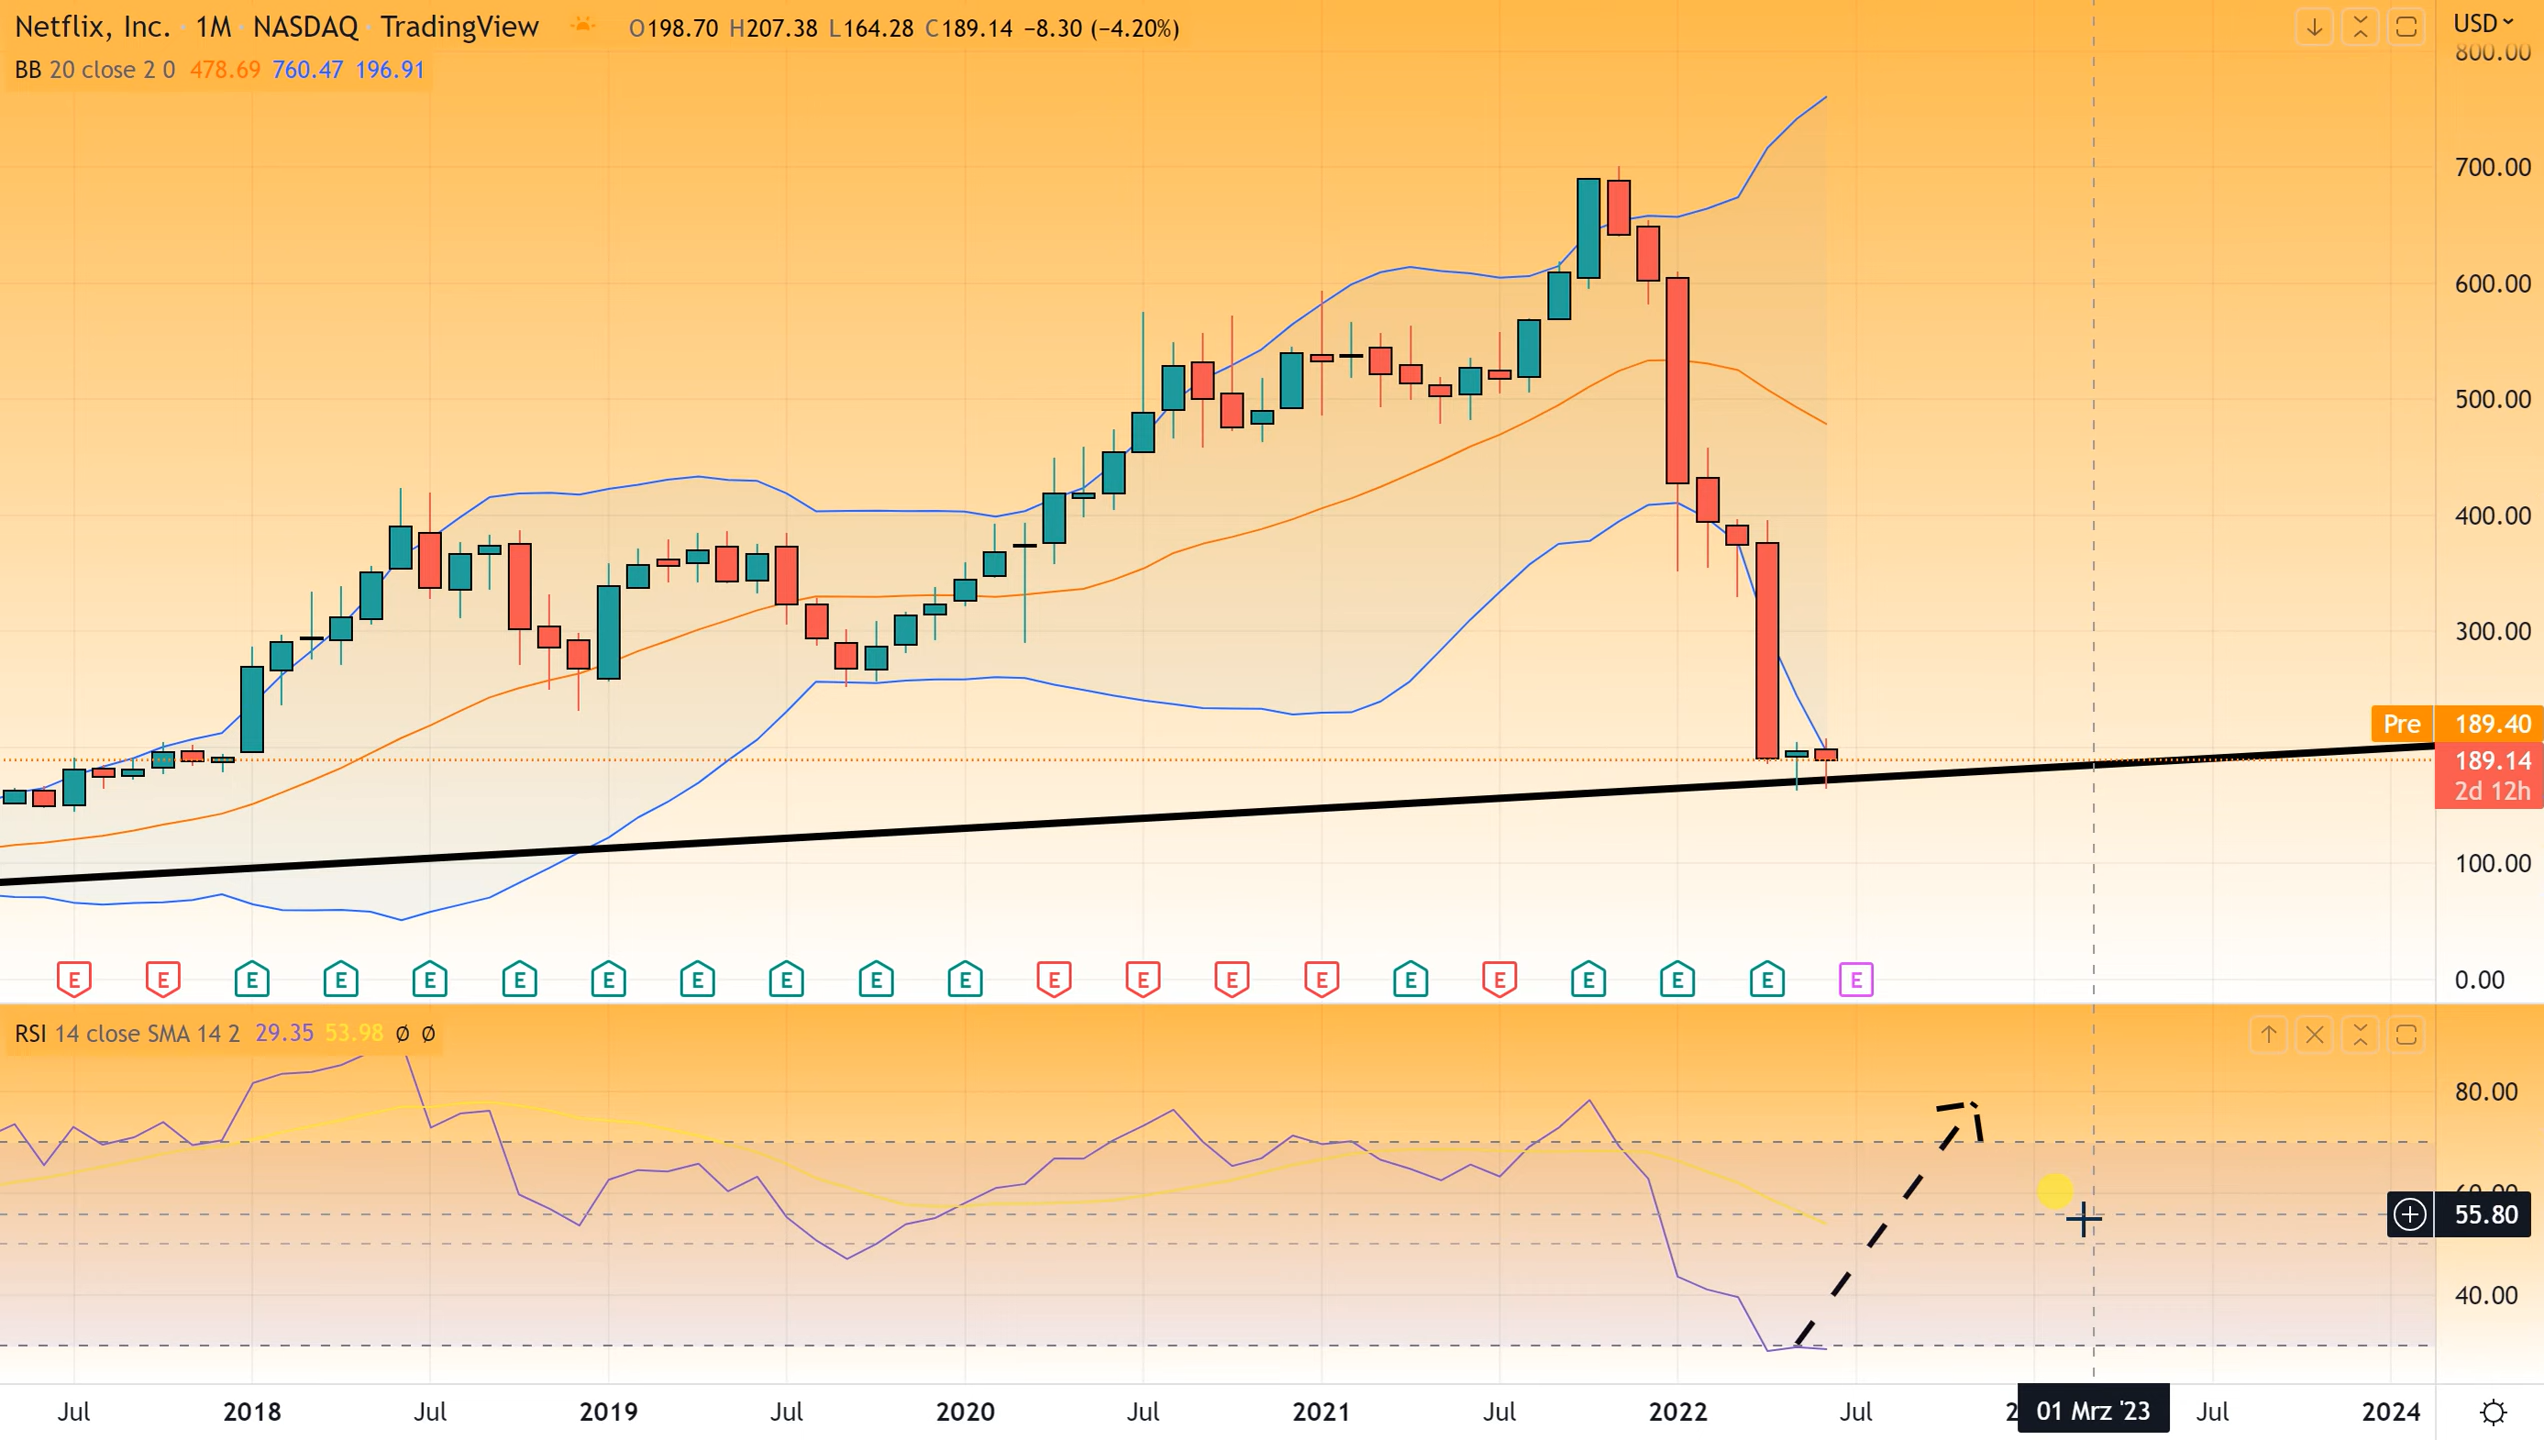 Netflix, Inc. · 1M · NASDAQ · TradingView O198.70 H207.38 L164.28 C189.14 −8.30 (−4.20%)
BB 20 close 2 0 478.69 760.47 196.91
USD
800.00
700.00
600.00
500.00
400.00
300.00
Pre 189.40
189.14
2d 12h
100.00
0.00
E E E E E E E E E E E E E E E E E E E E E
RSI 14 close SMA 14 2 29.35 53.98 Ø Ø
80.00
55.80
40.00
Jul 2018 Jul 2019 Jul 2020 Jul 2021 Jul 2022 Jul 01 Mrz '23 Jul 2024